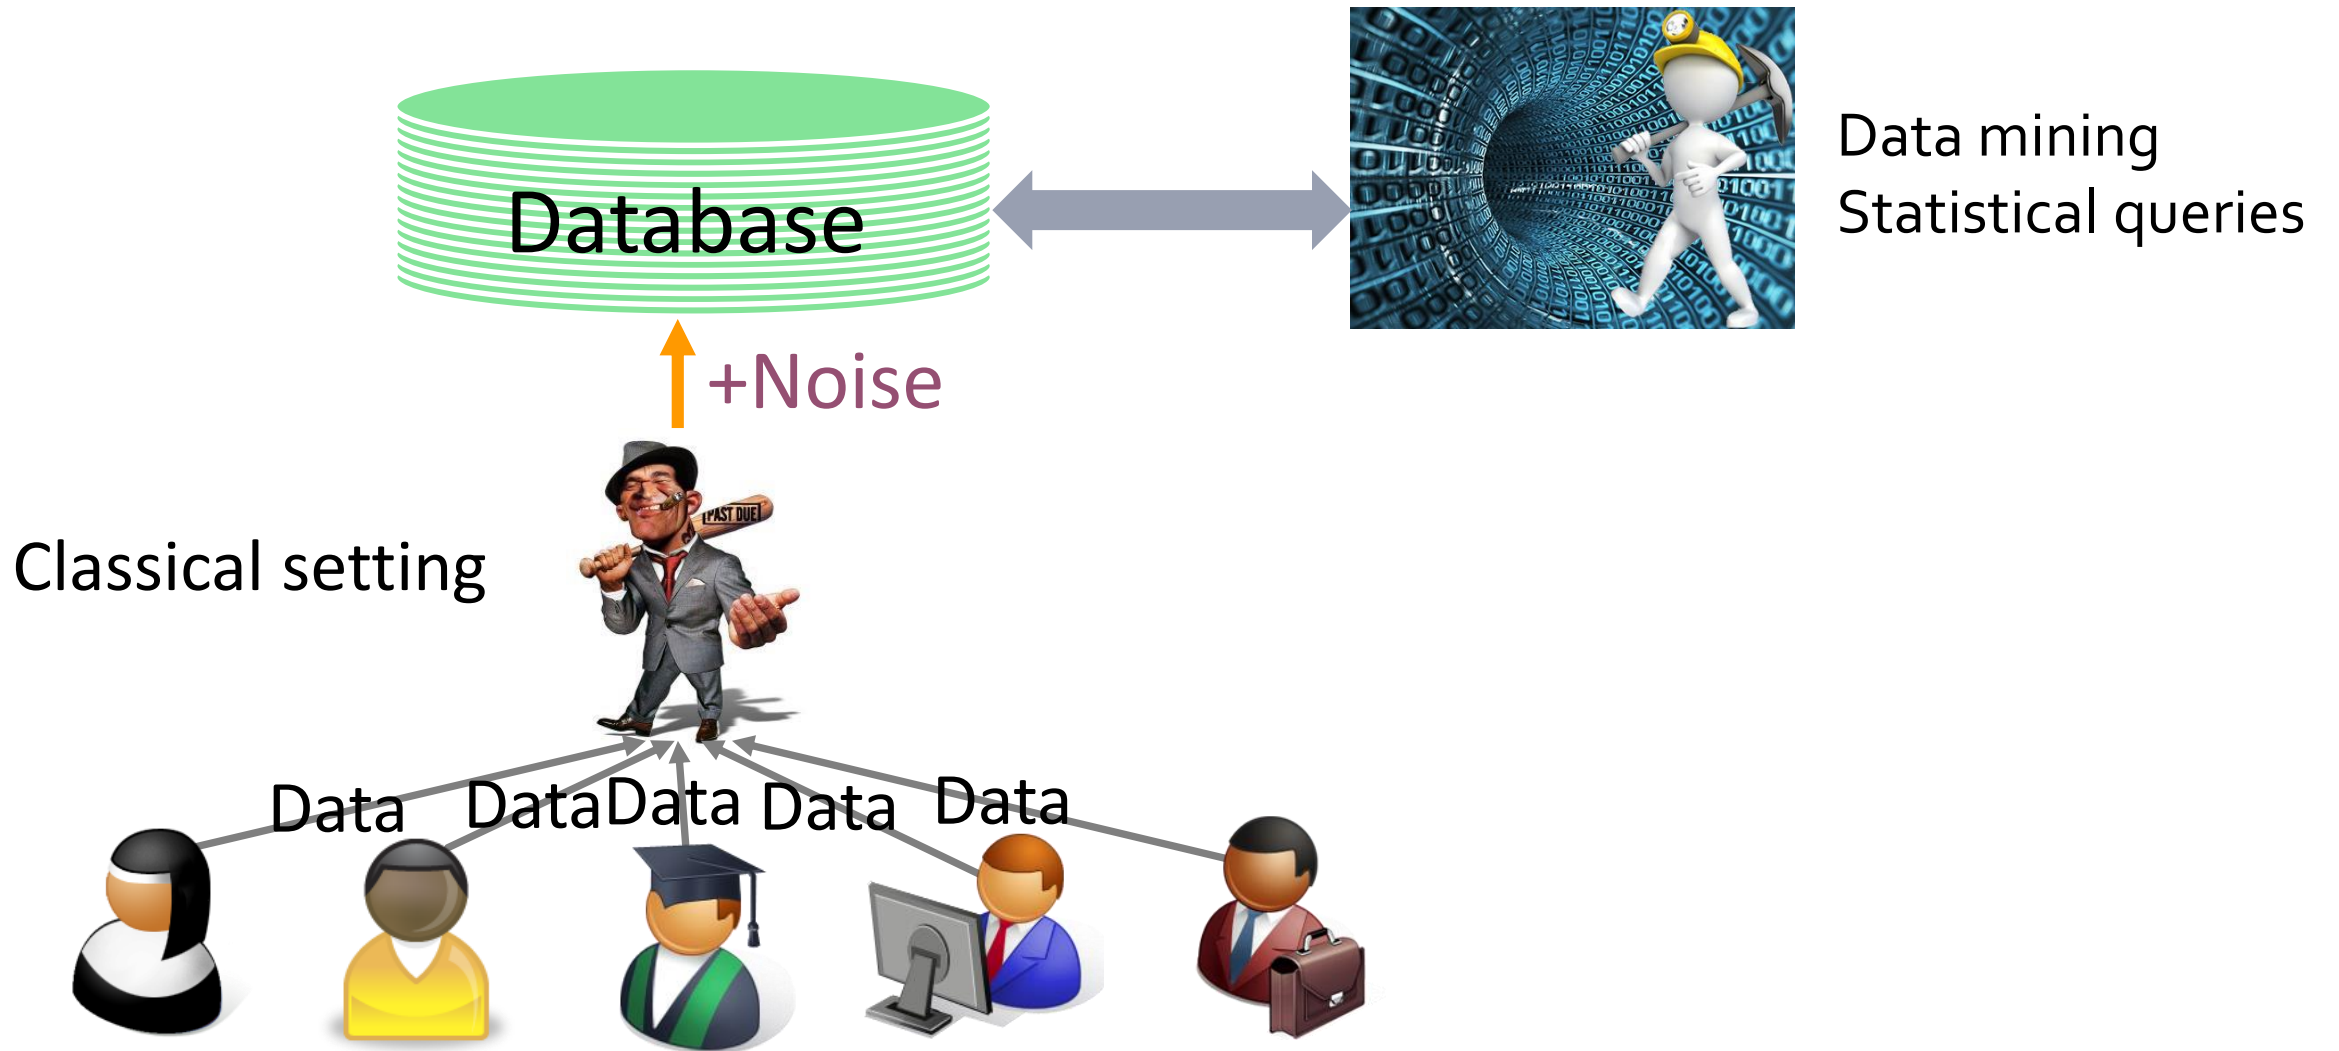 Database
Data mining
Statistical queries
+Noise
PAST DUE
Classical setting
Data
Data
Data
Data
Data